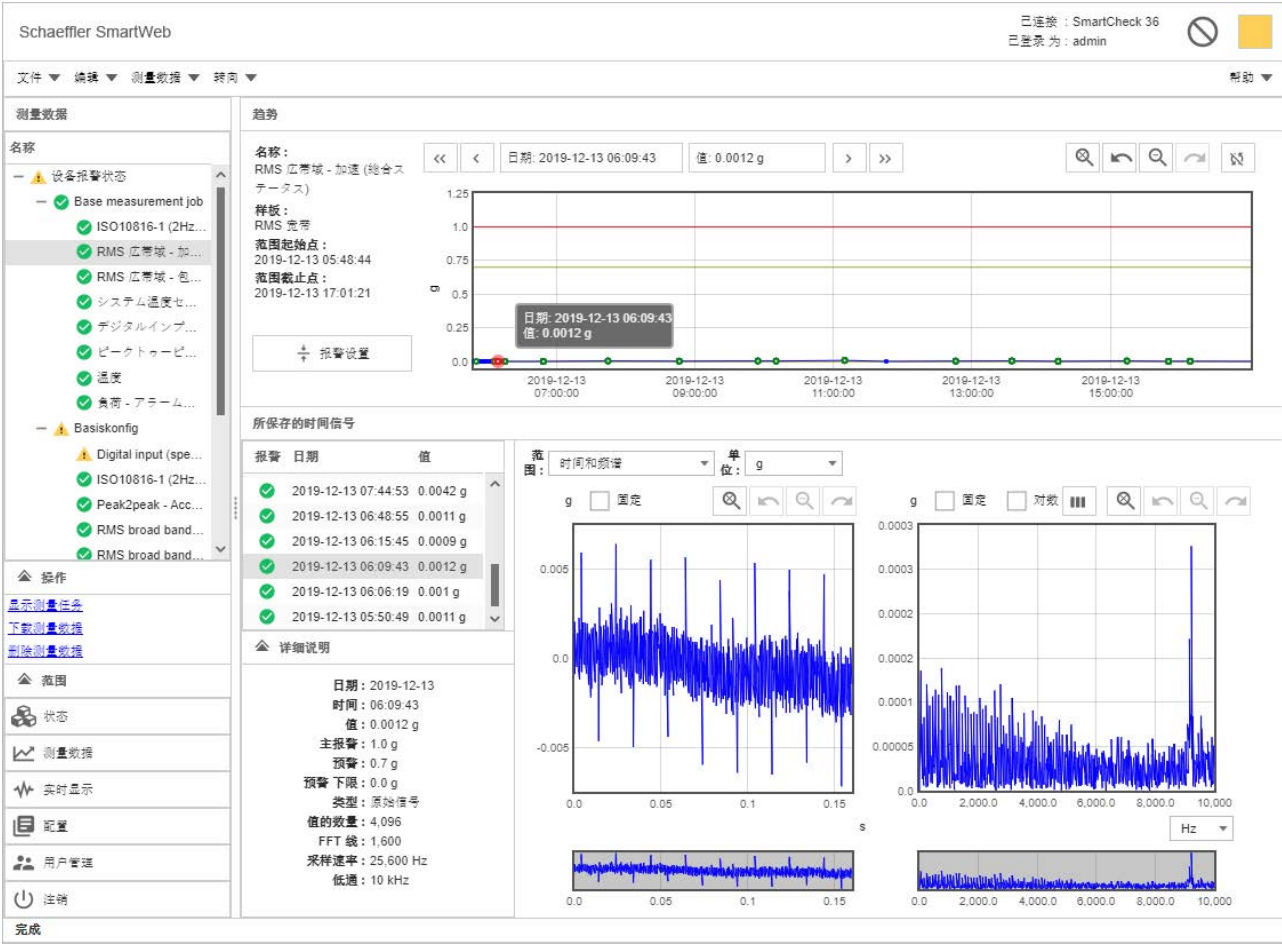 Schaeffler SmartWeb
已连接 : SmartCheck 36
已登录 为 : admin
文件
编辑
测量数据
转向
帮助
测量数据
名称
设备报警状态
Base measurement job
ISO10816-1 (2Hz...
RMS 広帯域 - 加...
RMS 広帯域 - 包...
システム温度セ...
デジタルインプ...
ピークトゥーピ...
温度
負荷 - アラーム...
Basiskonfig
Digital input (spe...
ISO10816-1 (2Hz...
Peak2peak - Acc...
RMS broad band...
RMS broad band...
操作
显示测量任务
下载测量数据
删除测量数据
范围
状态
测量数据
实时显示
配置
用户管理
注销
完成
趋势
名称 :
RMS 広帯域 - 加速 (総合ス
テータス)
样板 :
RMS 宽带
范围起始点 :
2019-12-13 05:48:44
范围截止点 :
2019-12-13 17:01:21
报警设置
<<
<
日期: 2019-12-13 06:09:43
值: 0.0012 g
>
>>
1.25
1.0
0.75
0.5
0.25
0.0
g
日期: 2019-12-13 06:09:43
值: 0.0012 g
2019-12-13
07:00:00
2019-12-13
09:00:00
2019-12-13
11:00:00
2019-12-13
13:00:00
2019-12-13
15:00:00
所保存的时间信号
报警 日期 值
2019-12-13 07:44:53 0.0042 g
2019-12-13 06:48:55 0.0011 g
2019-12-13 06:15:45 0.0009 g
2019-12-13 06:09:43 0.0012 g
2019-12-13 06:06:19 0.001 g
2019-12-13 05:50:49 0.0011 g
详细说明
日期 : 2019-12-13
时间 : 06:09:43
值 : 0.0012 g
主报警 : 1.0 g
预警 : 0.7 g
预警 下限 : 0.0 g
类型 : 原始信号
值的数量 : 4,096
FFT 线 : 1,600
采样速率 : 25,600 Hz
低通 : 10 kHz
范
围 :
时间和频谱
单
位 :
g
g
固定
0.005
0.0
-0.005
0.0 0.05 0.1 0.15
s
0.0 0.05 0.1 0.15
g
固定
对数
0.0003
0.0003
0.0002
0.0002
0.0001
0.00005
0.0
0.0 2,000.0 4,000.0 6,000.0 8,000.0 10,000
Hz
0.0 2,000.0 4,000.0 6,000.0 8,000.0 10,000